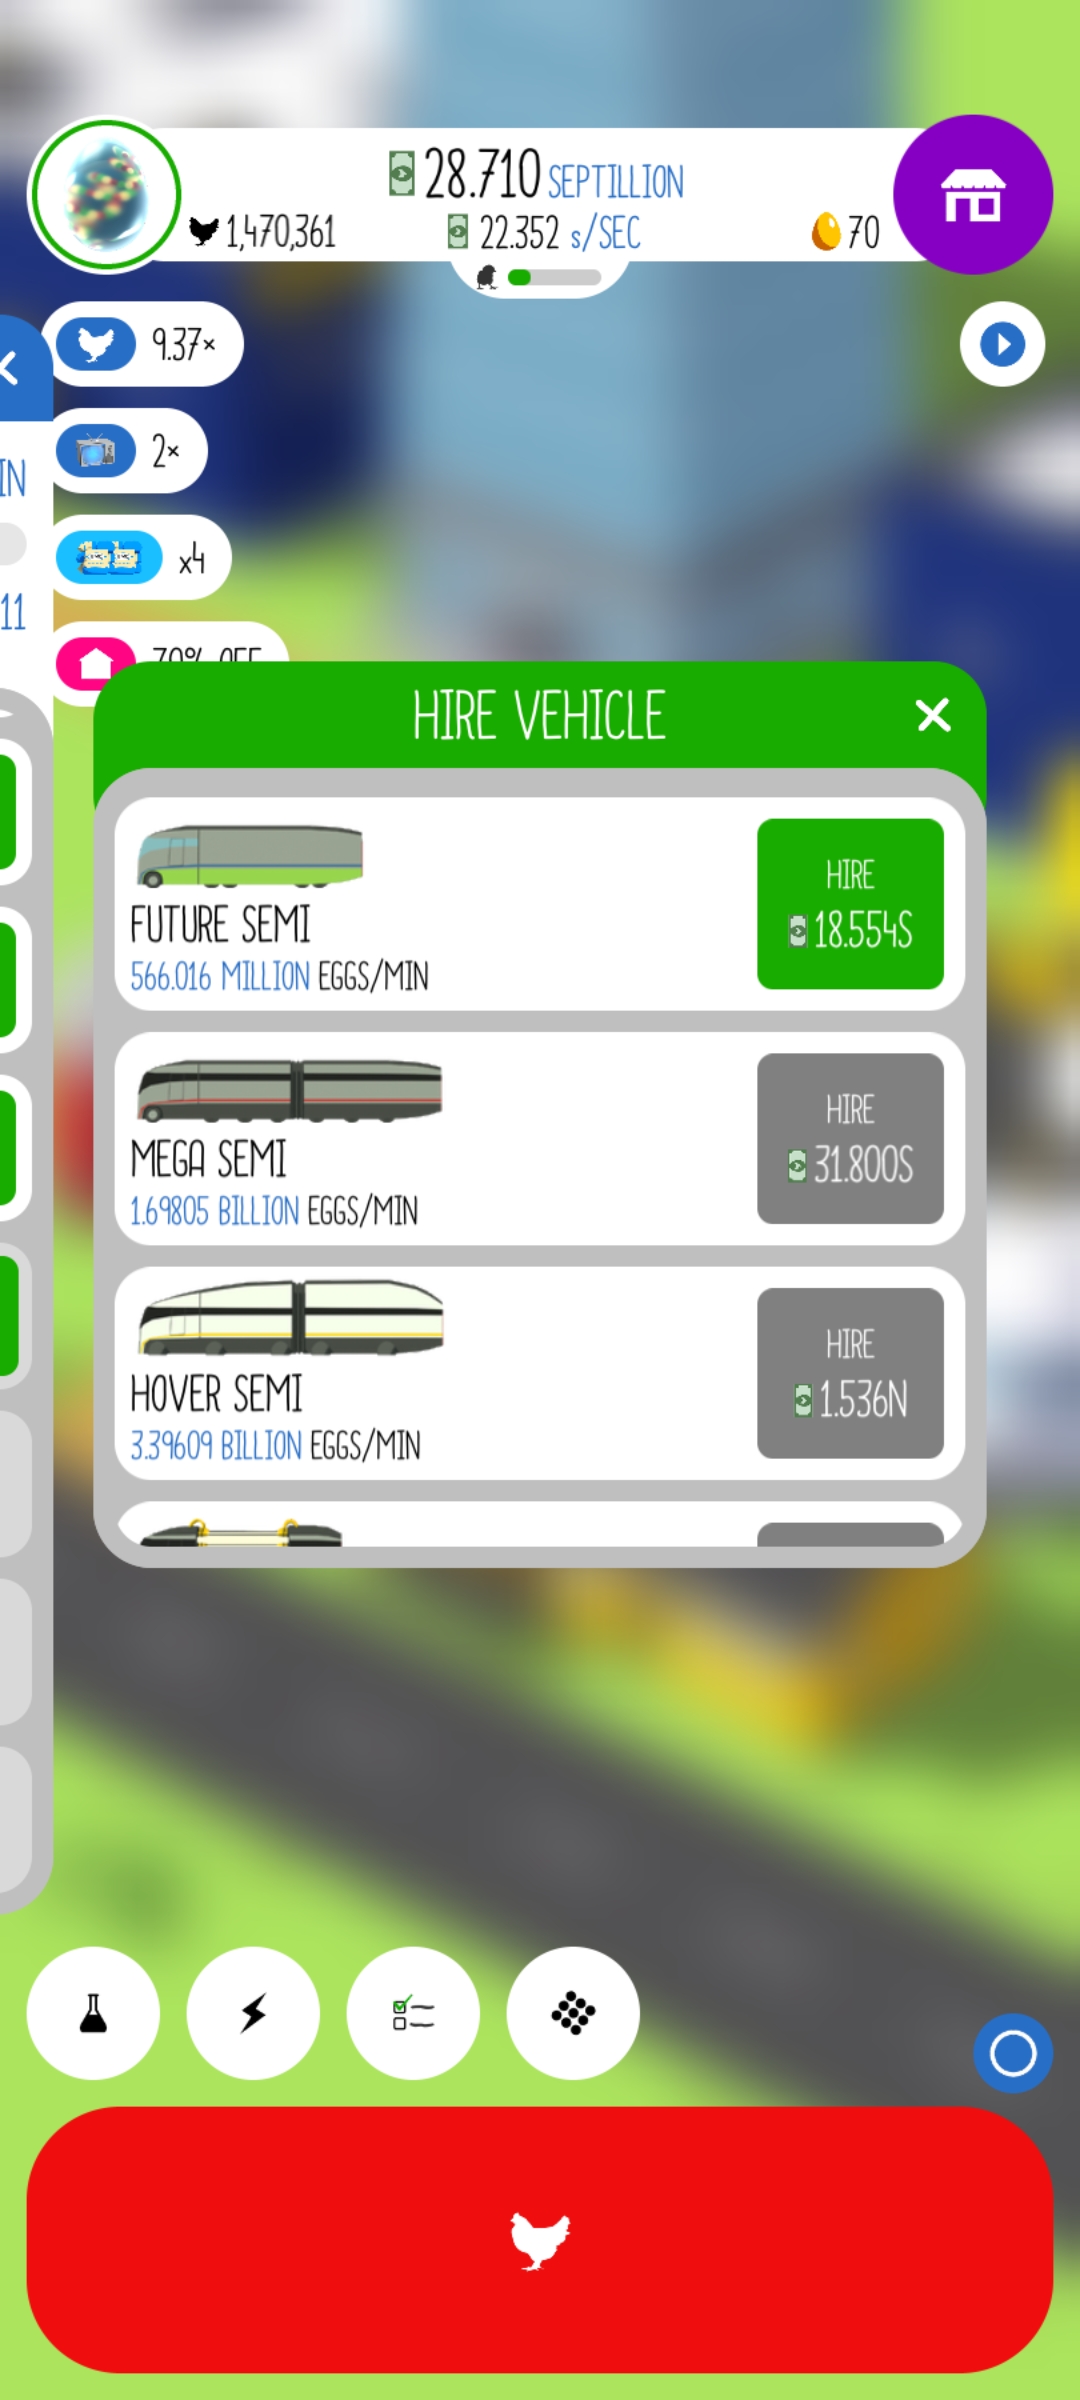 28.710 SEPTILLION
1,470,361
22.352 s/SEC
70
9.37×
2×
IN
x4
11
70% OFF
HIRE VEHICLE
FUTURE SEMI
566.016 MILLION EGGS/MIN
HIRE
18.554S
MEGA SEMI
1.69805 BILLION EGGS/MIN
HIRE
31.800S
HOVER SEMI
3.39609 BILLION EGGS/MIN
HIRE
1.536N